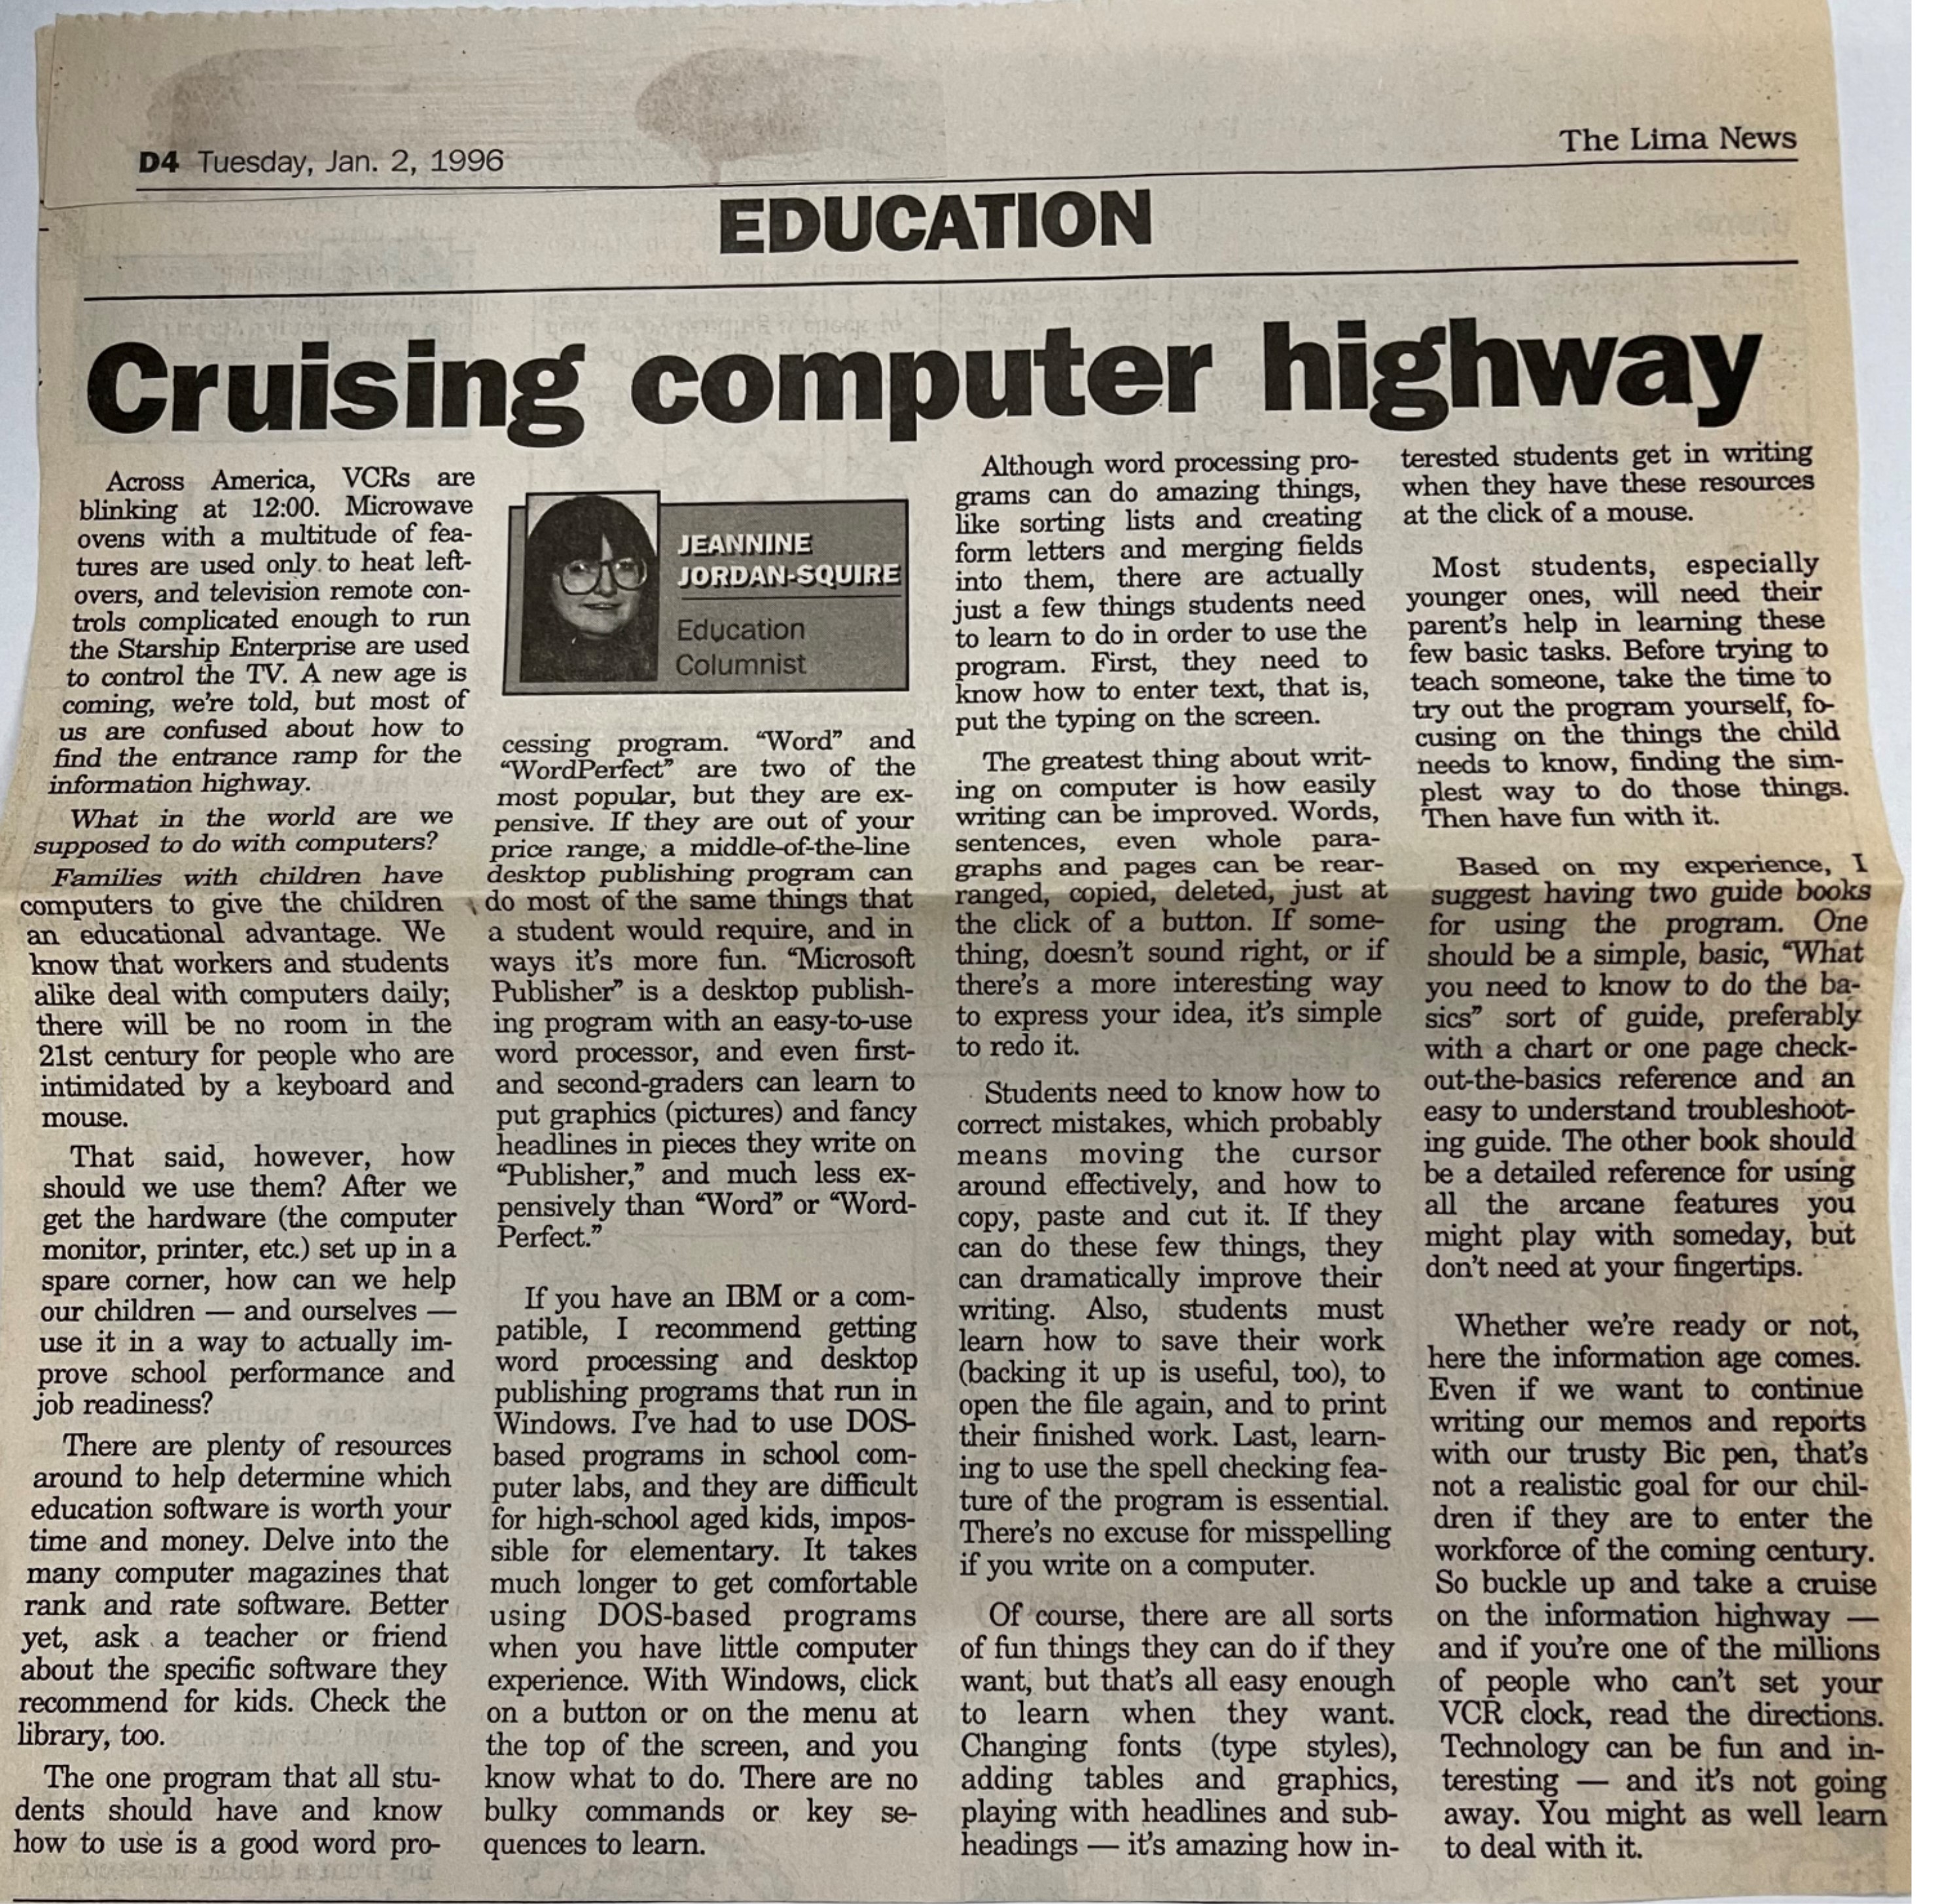 D4 Tuesday, Jan. 2, 1996
The Lima News
EDUCATION
Cruising computer highway
Across America, VCRs are
blinking at 12:00. Microwave
ovens with a multitude of fea-
tures are used only to heat left-
overs, and television remote con-
trols complicated enough to run
the Starship Enterprise are used
to control the TV. A new age is
coming, we're told, but most of
us are confused about how to
find the entrance ramp for the
information highway.
What in the world are we
supposed to do with computers?
Families with children have
computers to give the children
an educational advantage. We
know that workers and students
alike deal with computers daily;
there will be no room in the
21st century for people who are
intimidated by a keyboard and
mouse.
That said, however, how
should we use them? After we
get the hardware (the computer
monitor, printer, etc.) set up in a
spare corner, how can we help
our children — and ourselves —
use it in a way to actually im-
prove school performance and
job readiness?
There are plenty of resources
around to help determine which
education software is worth your
time and money. Delve into the
many computer magazines that
rank and rate software. Better
yet, ask a teacher or friend
about the specific software they
recommend for kids. Check the
library, too.
The one program that all stu-
dents should have and know
how to use is a good word pro-
JEANNINE
JORDAN-SQUIRE
Education
Columnist
cessing program. “Word” and
“WordPerfect” are two of the
most popular, but they are ex-
pensive. If they are out of your
price range, a middle-of-the-line
desktop publishing program can
do most of the same things that
a student would require, and in
ways it's more fun. “Microsoft
Publisher” is a desktop publish-
ing program with an easy-to-use
word processor, and even first-
and second-graders can learn to
put graphics (pictures) and fancy
headlines in pieces they write on
“Publisher,” and much less ex-
pensively than “Word” or “Word-
Perfect.”
If you have an IBM or a com-
patible, I recommend getting
word processing and desktop
publishing programs that run in
Windows. I've had to use DOS-
based programs in school com-
puter labs, and they are difficult
for high-school aged kids, impos-
sible for elementary. It takes
much longer to get comfortable
using DOS-based programs
when you have little computer
experience. With Windows, click
on a button or on the menu at
the top of the screen, and you
know what to do. There are no
bulky commands or key se-
quences to learn.
Although word processing pro-
grams can do amazing things,
like sorting lists and creating
form letters and merging fields
into them, there are actually
just a few things students need
to learn to do in order to use the
program. First, they need to
know how to enter text, that is,
put the typing on the screen.
The greatest thing about writ-
ing on computer is how easily
writing can be improved. Words,
sentences, even whole para-
graphs and pages can be rear-
ranged, copied, deleted, just at
the click of a button. If some-
thing, doesn't sound right, or if
there's a more interesting way
to express your idea, it's simple
to redo it.
Students need to know how to
correct mistakes, which probably
means moving the cursor
around effectively, and how to
copy, paste and cut it. If they
can do these few things, they
can dramatically improve their
writing. Also, students must
learn how to save their work
(backing it up is useful, too), to
open the file again, and to print
their finished work. Last, learn-
ing to use the spell checking fea-
ture of the program is essential.
There's no excuse for misspelling
if you write on a computer.
Of course, there are all sorts
of fun things they can do if they
want, but that's all easy enough
to learn when they want.
Changing fonts (type styles),
adding tables and graphics,
playing with headlines and sub-
headings — it's amazing how in-
terested students get in writing
when they have these resources
at the click of a mouse.
Most students, especially
younger ones, will need their
parent's help in learning these
few basic tasks. Before trying to
teach someone, take the time to
try out the program yourself, fo-
cusing on the things the child
needs to know, finding the sim-
plest way to do those things.
Then have fun with it.
Based on my experience, I
suggest having two guide books
for using the program. One
should be a simple, basic, “What
you need to know to do the ba-
sics” sort of guide, preferably
with a chart or one page check-
out-the-basics reference and an
easy to understand troubleshoot-
ing guide. The other book should
be a detailed reference for using
all the arcane features you
might play with someday, but
don't need at your fingertips.
Whether we're ready or not,
here the information age comes.
Even if we want to continue
writing our memos and reports
with our trusty Bic pen, that's
not a realistic goal for our chil-
dren if they are to enter the
workforce of the coming century.
So buckle up and take a cruise
on the information highway —
and if you're one of the millions
of people who can't set your
VCR clock, read the directions.
Technology can be fun and in-
teresting — and it's not going
away. You might as well learn
to deal with it.